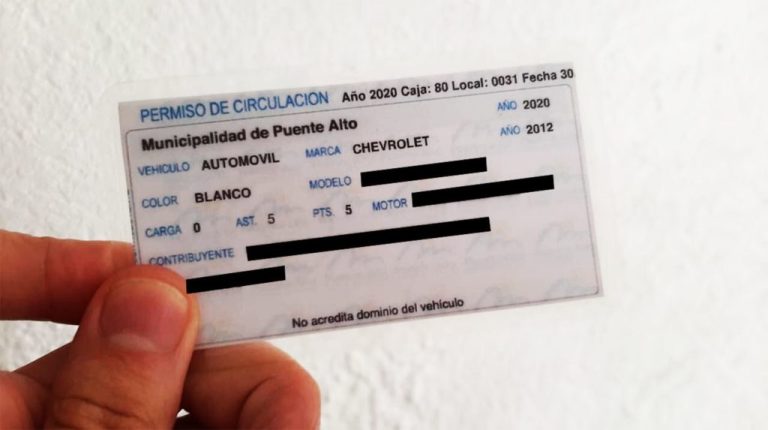 PERMISO DE CIRCULACION Año 2020 Caja: 80 Local: 0031 Fecha 30
Municipalidad de Puente Alto AÑO 2020
VEHICULO AUTOMOVIL MARCA CHEVROLET AÑO 2012
COLOR BLANCO MODELO
CARGA 0 AST. 5 PTS. 5 MOTOR
CONTRIBUYENTE
No acredita dominio del vehículo